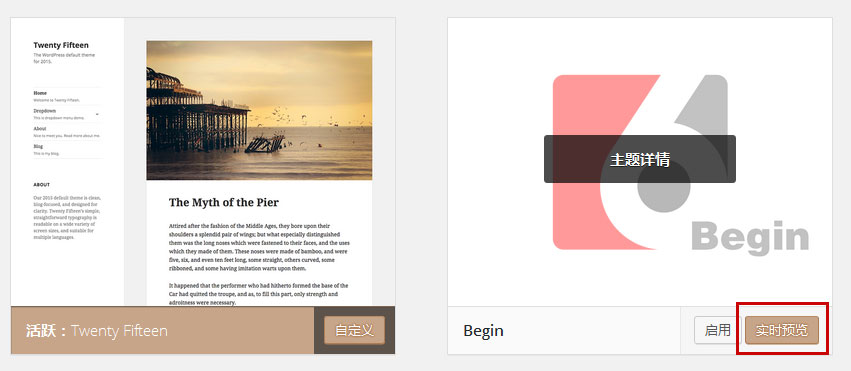 Twenty Fifteen
The WordPress default theme
for 2015.
Home
Welcome to Twenty Fifteen.
Dropdown
This is dropdown menu demo.
About
Nice to meet you. Read more about me.
Blog
This is my blog.
ABOUT
Our 2015 default theme is clean,
blog-focused, and designed for
clarity. Twenty Fifteen's simple,
straightforward typography is
readable on a wide variety of
screen sizes, and suitable for
multiple languages.
The Myth of the Pier
Attired after the fashion of the Middle Ages, they bore upon their
shoulders a splendid pair of wings; but what especially distinguished
them was the long noses which were fastened to their faces, and the uses
which they made of them. These noses were made of bamboo, and were
five, six, and even ten feet long, some straight, others curved, some
ribboned, and some having imitation warts upon them.
It happened that the performer who had hitherto formed the base of the
Car had quitted the troupe, and as, to fill this part, only strength and
adroitness were necessary.
活跃：Twenty Fifteen
自定义
主题详情
Begin
Begin
启用
实时预览